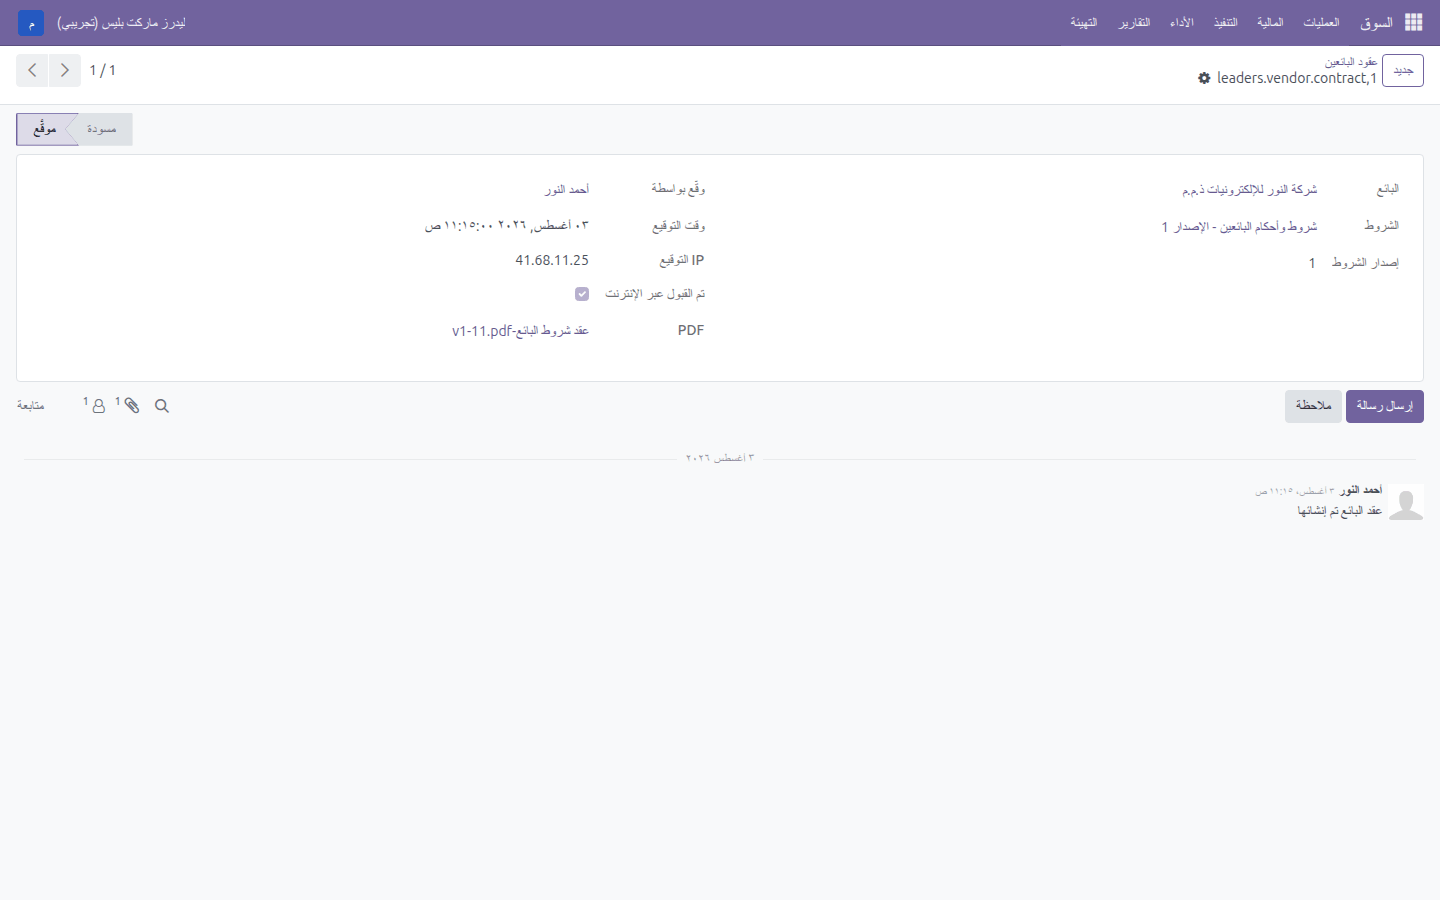 السوق
العمليات
المالية
التنفيذ
الأداء
التقارير
التهيئة
ليدرز ماركت بليس (تجريبي)
م
جديد
عقود البائعين
leaders.vendor.contract,1
1 / 1
مسودة
موقّع
البائع
شركة النور للإلكترونيات ذ.م.م
الشروط
شروط وأحكام البائعين - الإصدار 1
إصدار الشروط
1
وقّع بواسطة
أحمد النور
وقت التوقيع
٠٣ أغسطس, ٢٠٢٦ ١١:١٥:٠٠ ص
IP التوقيع
41.68.11.25
تم القبول عبر الإنترنت
PDF
عقد شروط البائع-v1-11.pdf
إرسال رسالة
ملاحظة
1
1
متابعة
٣ أغسطس ٢٠٢٦
أحمد النور ٣ أغسطس، ١١:١٥ ص
عقد البائع تم إنشائها